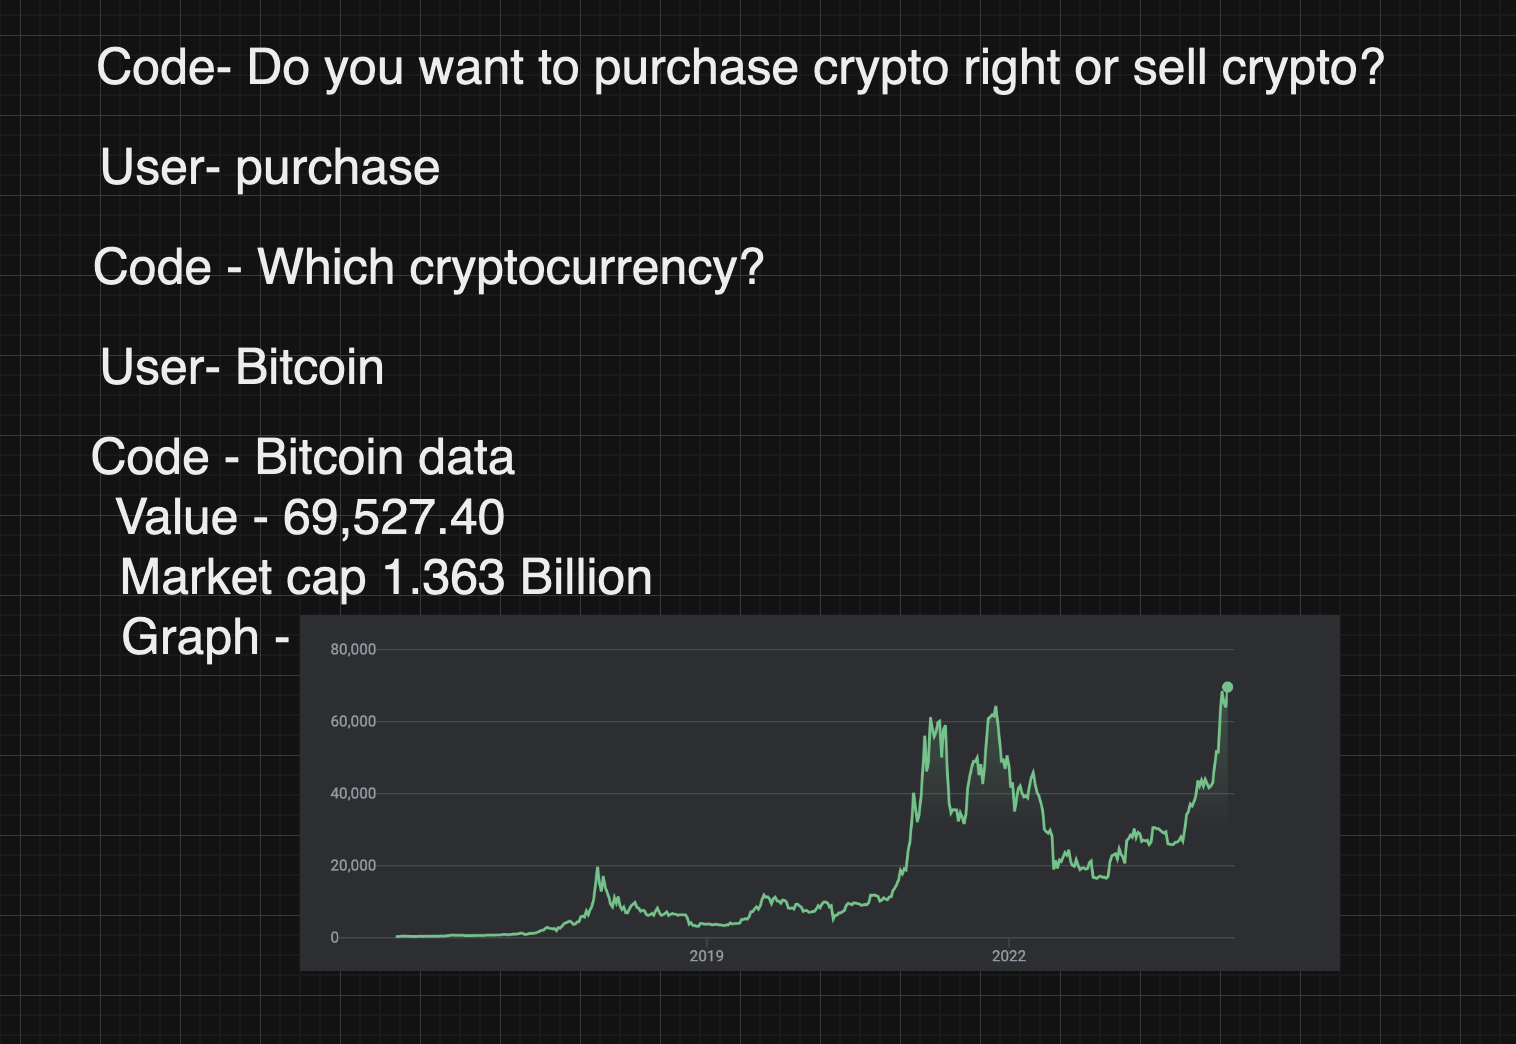 Code- Do you want to purchase crypto right or sell crypto?
User- purchase
Code - Which cryptocurrency?
User- Bitcoin
Code - Bitcoin data
Value - 69,527.40
Market cap 1.363 Billion
Graph -
80,000
60,000
40,000
20,000
0
2019 2022